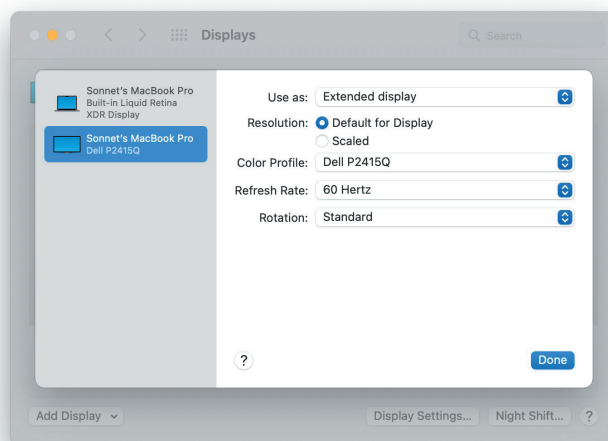 Displays
Search
Sonnet's MacBook Pro
Built-in Liquid Retina
XDR Display
Sonnet's MacBook Pro
Dell P2415Q
Use as: Extended display
Resolution: Default for Display
Scaled
Color Profile: Dell P2415Q
Refresh Rate: 60 Hertz
Rotation: Standard
?
Done
Add Display
Display Settings...
Night Shift...
?